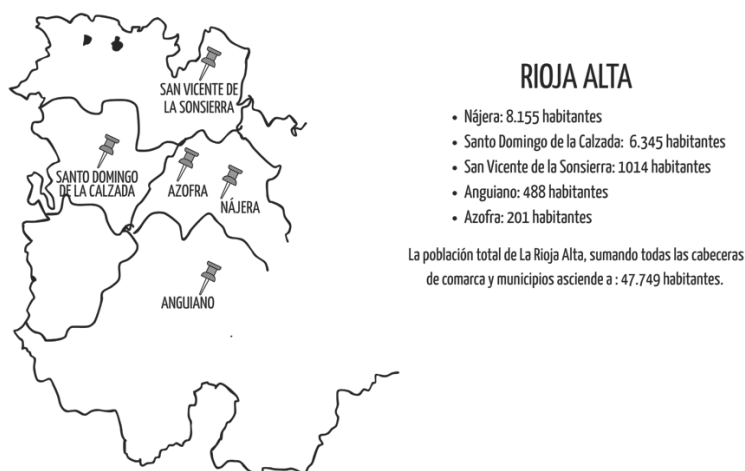 SAN VICENTE DE
LA SONSIERRA
SANTO DOMINGO
DE LA CALZADA
AZOFRA
NÁJERA
ANGUIANO
RIOJA ALTA
• Nájera: 8.155 habitantes
• Santo Domingo de la Calzada: 6.345 habitantes
• San Vicente de la Sonsierra: 1014 habitantes
• Anguiano: 488 habitantes
• Azofra: 201 habitantes
La población total de La Rioja Alta, sumando todas las cabeceras
de comarca y municipios asciende a : 47.749 habitantes.